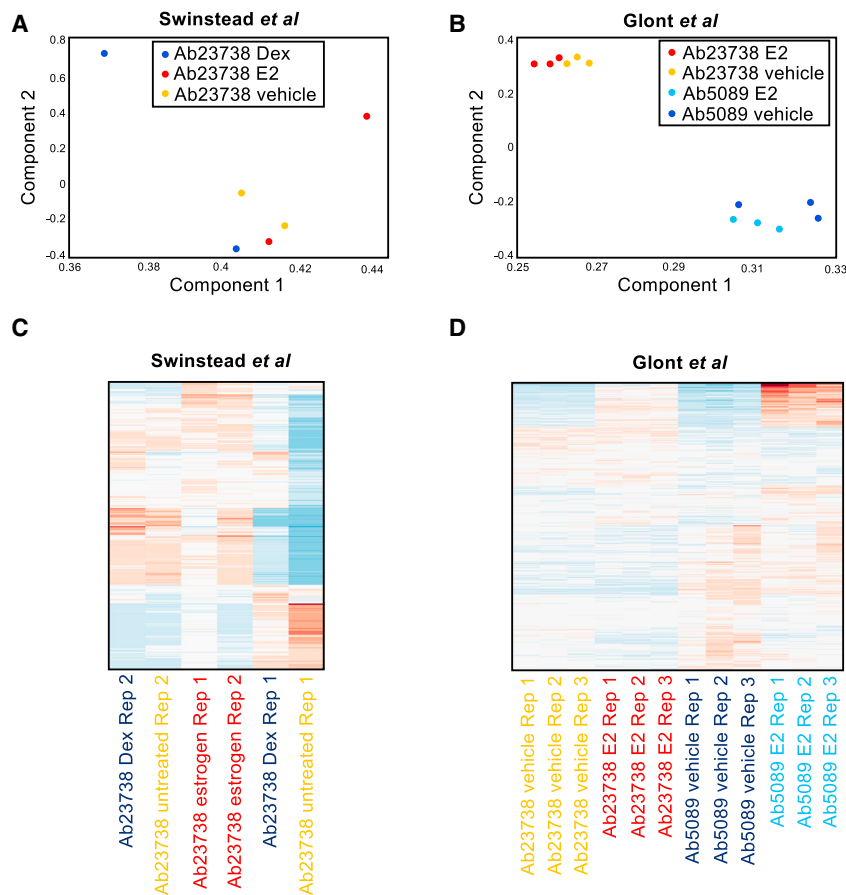 A
Swinstead et al
Component 2
0.8
0.6
0.4
0.2
0
-0.2
-0.4
Ab23738 Dex
Ab23738 E2
Ab23738 vehicle
0.36
0.38
0.4
0.42
0.44
Component 1
B
Glont et al
Component 2
0.4
0.2
0
-0.2
-0.4
Ab23738 E2
Ab23738 vehicle
Ab5089 E2
Ab5089 vehicle
0.25
0.27
0.29
0.31
0.33
Component 1
C
Swinstead et al
Ab23738 Dex Rep 2
Ab23738 untreated Rep 2
Ab23738 estrogen Rep 1
Ab23738 estrogen Rep 2
Ab23738 Dex Rep 1
Ab23738 untreated Rep 1
D
Glont et al
Ab23738 vehicle Rep 1
Ab23738 vehicle Rep 2
Ab23738 vehicle Rep 3
Ab23738 E2 Rep 1
Ab23738 E2 Rep 2
Ab23738 E2 Rep 3
Ab5089 vehicle Rep 1
Ab5089 vehicle Rep 2
Ab5089 vehicle Rep 3
Ab5089 E2 Rep 1
Ab5089 E2 Rep 2
Ab5089 E2 Rep 3